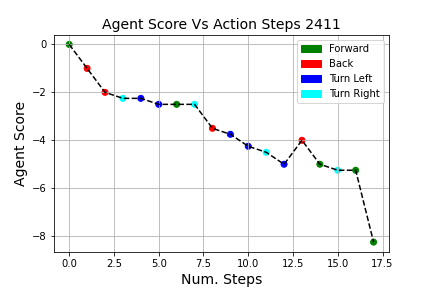 Agent Score Vs Action Steps 2411
Forward
Back
Turn Left
Turn Right
Agent Score
0
−2
−4
−6
−8
0.0 2.5 5.0 7.5 10.0 12.5 15.0 17.5
Num. Steps